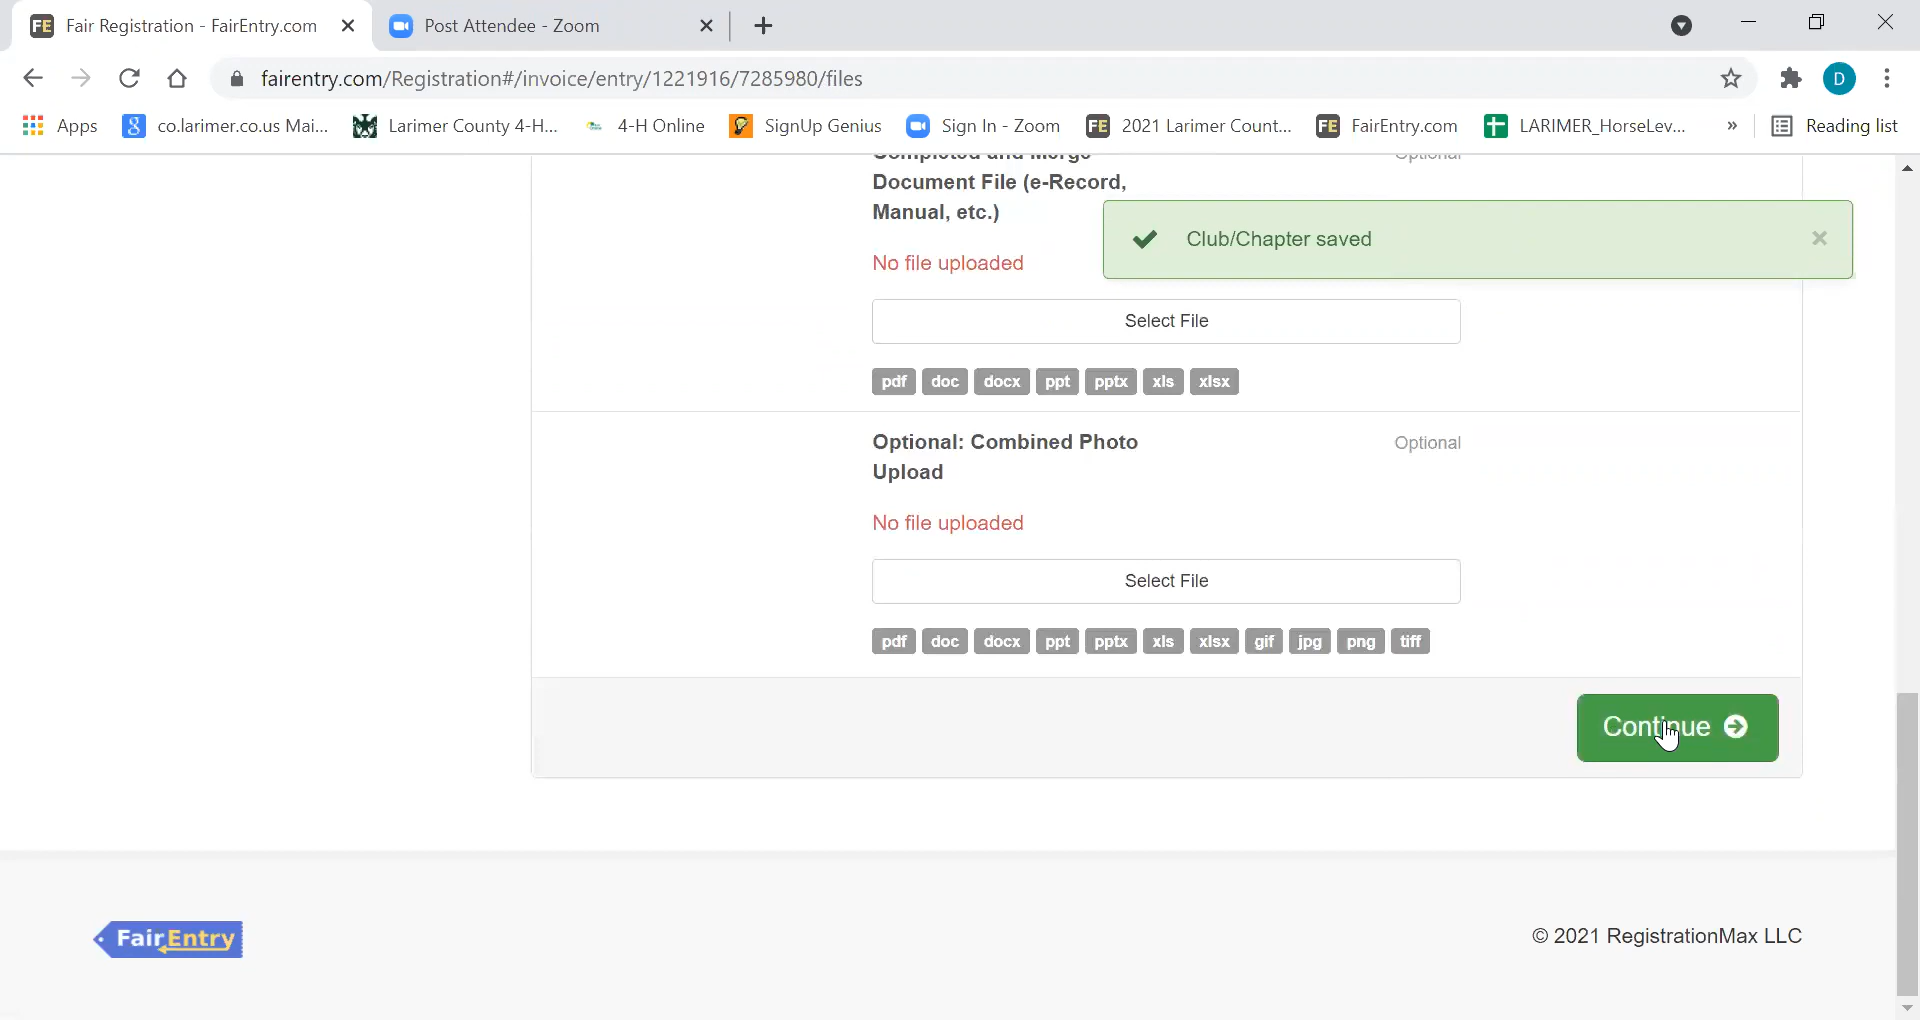 Fair Registration - FairEntry.com
Post Attendee - Zoom
fairentry.com/Registration#/invoice/entry/1221916/7285980/files
D
Apps
co.larimer.co.us Mai...
Larimer County 4-H...
4-H Online
SignUp Genius
Sign In - Zoom
FE 2021 Larimer Count...
FE FairEntry.com
LARIMER_HorseLev...
»
Reading list
Completed and Merge
Optional
Document File (e-Record,
Manual, etc.)
Club/Chapter saved
No file uploaded
Select File
pdf doc docx ppt pptx xls xlsx
Optional: Combined Photo
Optional
Upload
No file uploaded
Select File
pdf doc docx ppt pptx xls xlsx gif jpg png tiff
Continue
FairEntry
© 2021 RegistrationMax LLC